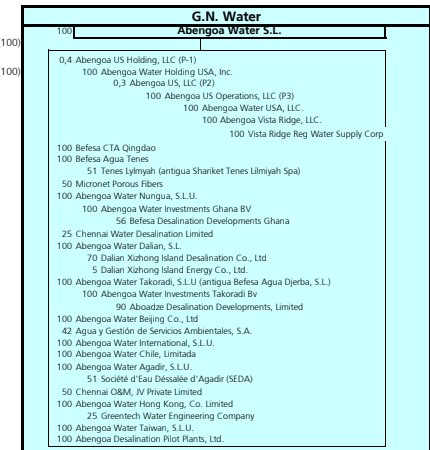 G.N. Water
100 Abengoa Water S.L.
(100)
0,4 Abengoa US Holding, LLC (P-1)
(100)
100 Abengoa Water Holding USA, Inc.
0,3 Abengoa US, LLC (P2)
100 Abengoa US Operations, LLC (P3)
100 Abengoa Water USA, LLC.
100 Abengoa Vista Ridge, LLC.
100 Vista Ridge Reg Water Supply Corp
100 Befesa CTA Qingdao
100 Befesa Agua Tenes
51 Tenes Lylmyah (antigua Shariket Tenes Lilmiyah Spa)
50 Micronet Porous Fibers
100 Abengoa Water Nungua, S.L.U.
100 Abengoa Water Investments Ghana BV
56 Befesa Desalination Developments Ghana
25 Chennai Water Desalination Limited
100 Abengoa Water Dalian, S.L.
70 Dalian Xizhong Island Desalination Co., Ltd
5 Dalian Xizhong Island Energy Co., Ltd.
100 Abengoa Water Takoradi, S.L.U (antigua Befesa Agua Djerba, S.L.)
100 Abengoa Water Investments Takoradi Bv
90 Aboadze Desalination Developments, Limited
100 Abengoa Water Beijing Co., Ltd
42 Agua y Gestión de Servicios Ambientales, S.A.
100 Abengoa Water International, S.L.U.
100 Abengoa Water Chile, Limitada
100 Abengoa Water Agadir, S.L.U.
51 Société d'Eau Déssalée d'Agadir (SEDA)
50 Chennai O&M, JV Private Limited
100 Abengoa Water Hong Kong, Co. Limited
25 Greentech Water Engineering Company
100 Abengoa Water Taiwan, S.L.U.
100 Abengoa Desalination Pilot Plants, Ltd.